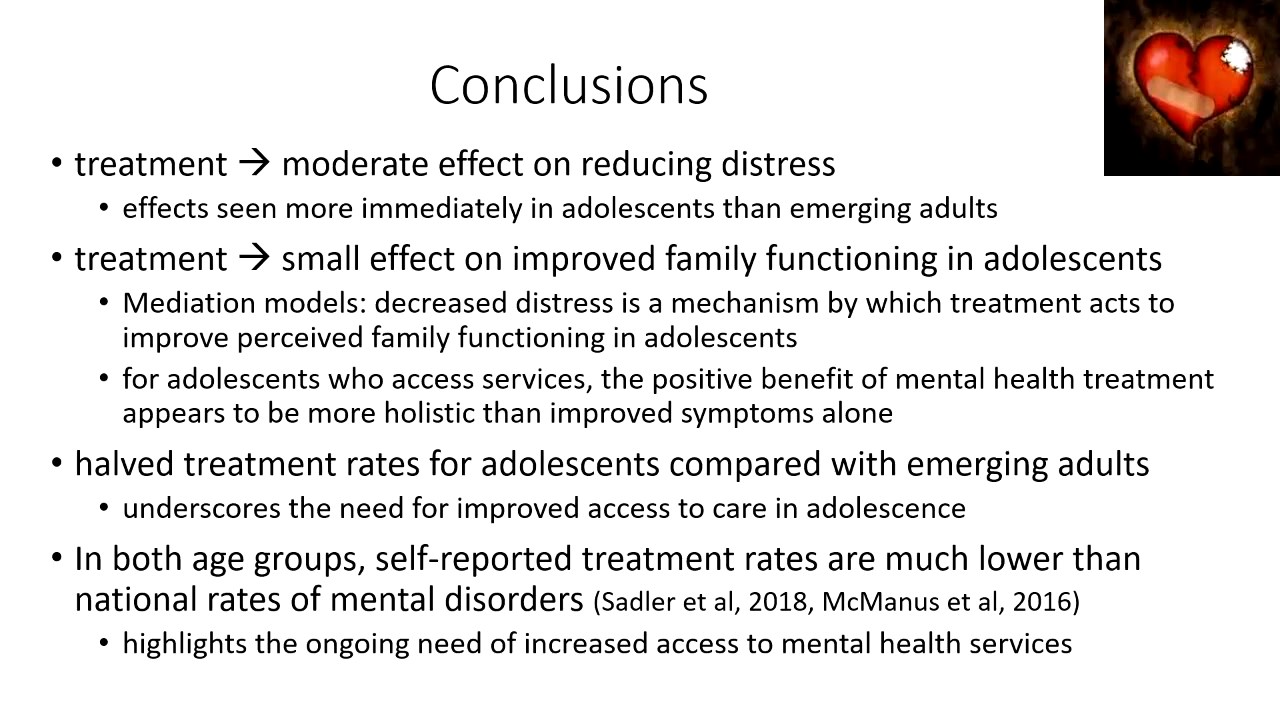 Conclusions
• treatment → moderate effect on reducing distress
• effects seen more immediately in adolescents than emerging adults
• treatment → small effect on improved family functioning in adolescents
• Mediation models: decreased distress is a mechanism by which treatment acts to
improve perceived family functioning in adolescents
• for adolescents who access services, the positive benefit of mental health treatment
appears to be more holistic than improved symptoms alone
• halved treatment rates for adolescents compared with emerging adults
• underscores the need for improved access to care in adolescence
• In both age groups, self-reported treatment rates are much lower than
national rates of mental disorders (Sadler et al, 2018, McManus et al, 2016)
• highlights the ongoing need of increased access to mental health services